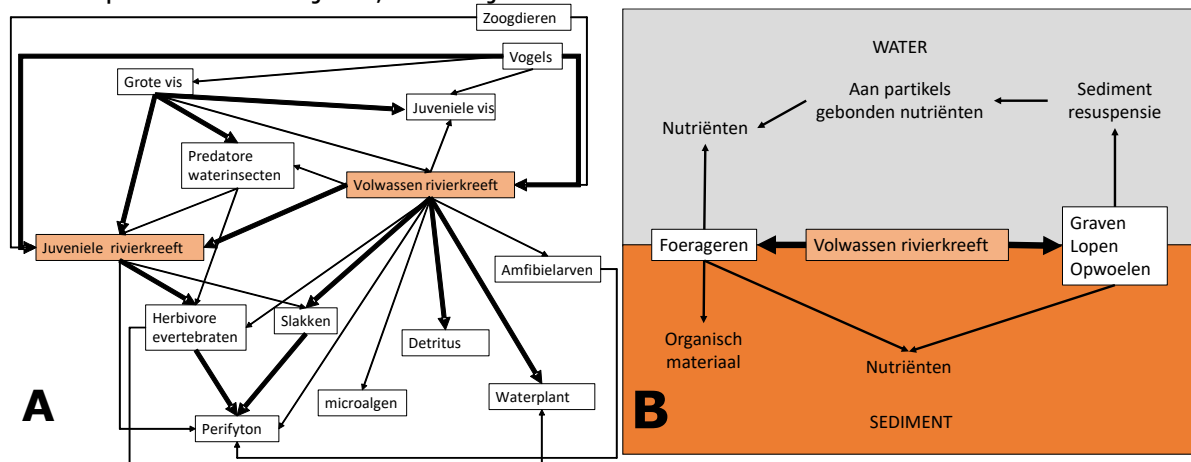 Zoogdieren
Vogels
Grote vis
Juveniele vis
Predatore
waterinsecten
Volwassen rivierkreeft
Juveniele rivierkreeft
Amfibielarven
Herbivore
evertebraten
Slakken
Detritus
Waterplant
microalgen
Perifyton
A
WATER
Aan partikels
gebonden nutriënten
Sediment
resuspensie
Nutriënten
Foerageren
Volwassen rivierkreeft
Graven
Lopen
Opwoelen
Organisch
materiaal
Nutriënten
SEDIMENT
B